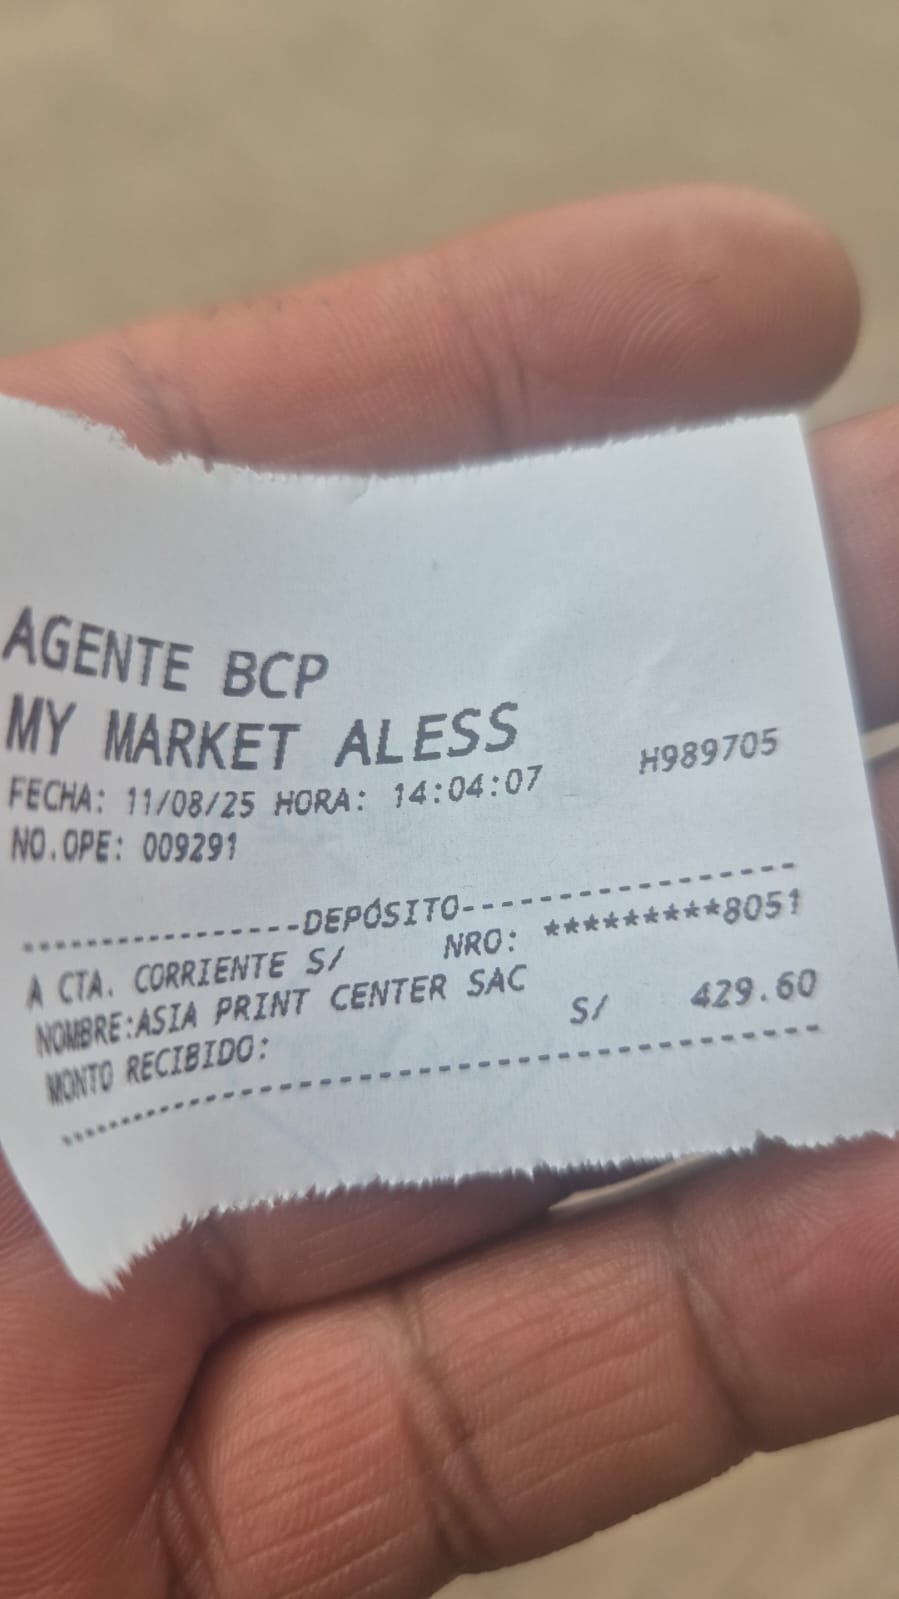 AGENTE BCP
MY MARKET ALESS
FECHA: 11/08/25 HORA: 14:04:07 H989705
NO.OPE: 009291
----------------DEPÓSITO-----------------
A CTA. CORRIENTE S/ NRO: *********8051
NOMBRE:ASIA PRINT CENTER SAC
MONTO RECIBIDO: S/ 429.60